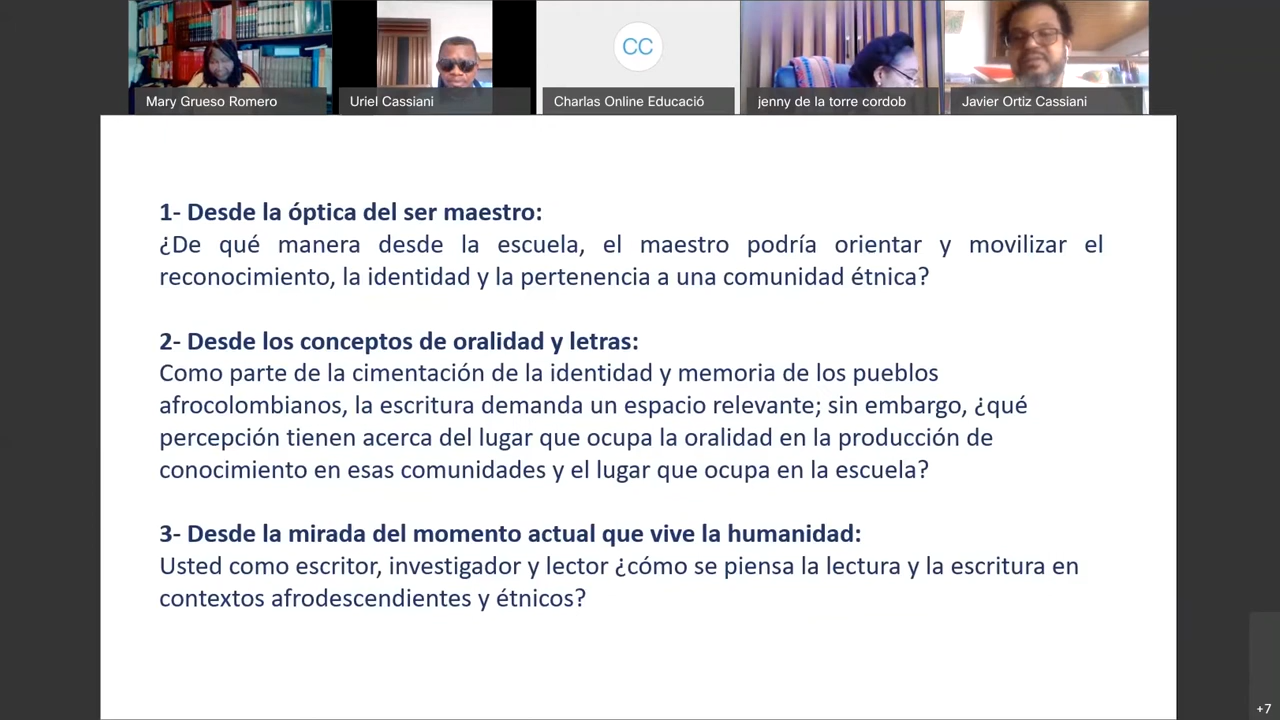 CC
Mary Grueso Romero
Uriel Cassiani
Charlas Online Educació
jenny de la torre cordob
Javier Ortiz Cassiani
1- Desde la óptica del ser maestro:
¿De qué manera desde la escuela, el maestro podría orientar y movilizar el
reconocimiento, la identidad y la pertenencia a una comunidad étnica?
2- Desde los conceptos de oralidad y letras:
Como parte de la cimentación de la identidad y memoria de los pueblos
afrocolombianos, la escritura demanda un espacio relevante; sin embargo, ¿qué
percepción tienen acerca del lugar que ocupa la oralidad en la producción de
conocimiento en esas comunidades y el lugar que ocupa en la escuela?
3- Desde la mirada del momento actual que vive la humanidad:
Usted como escritor, investigador y lector ¿cómo se piensa la lectura y la escritura en
contextos afrodescendientes y étnicos?
+7